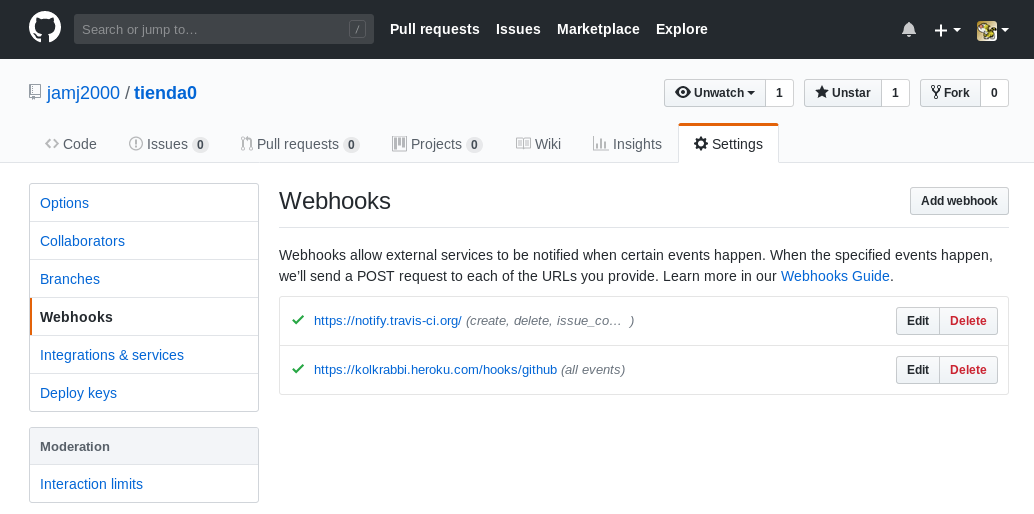 Search or jump to… / Pull requests Issues Marketplace Explore
jamj2000 / tienda0 Unwatch 1 Unstar 1 Fork 0
Code Issues 0 Pull requests 0 Projects 0 Wiki Insights Settings
Options
Collaborators
Branches
Webhooks
Integrations & services
Deploy keys
Moderation
Interaction limits
Webhooks Add webhook
Webhooks allow external services to be notified when certain events happen. When the specified events happen,
we'll send a POST request to each of the URLs you provide. Learn more in our Webhooks Guide.
https://notify.travis-ci.org/ (create, delete, issue_co… ) Edit Delete
https://kolkrabbi.heroku.com/hooks/github (all events) Edit Delete